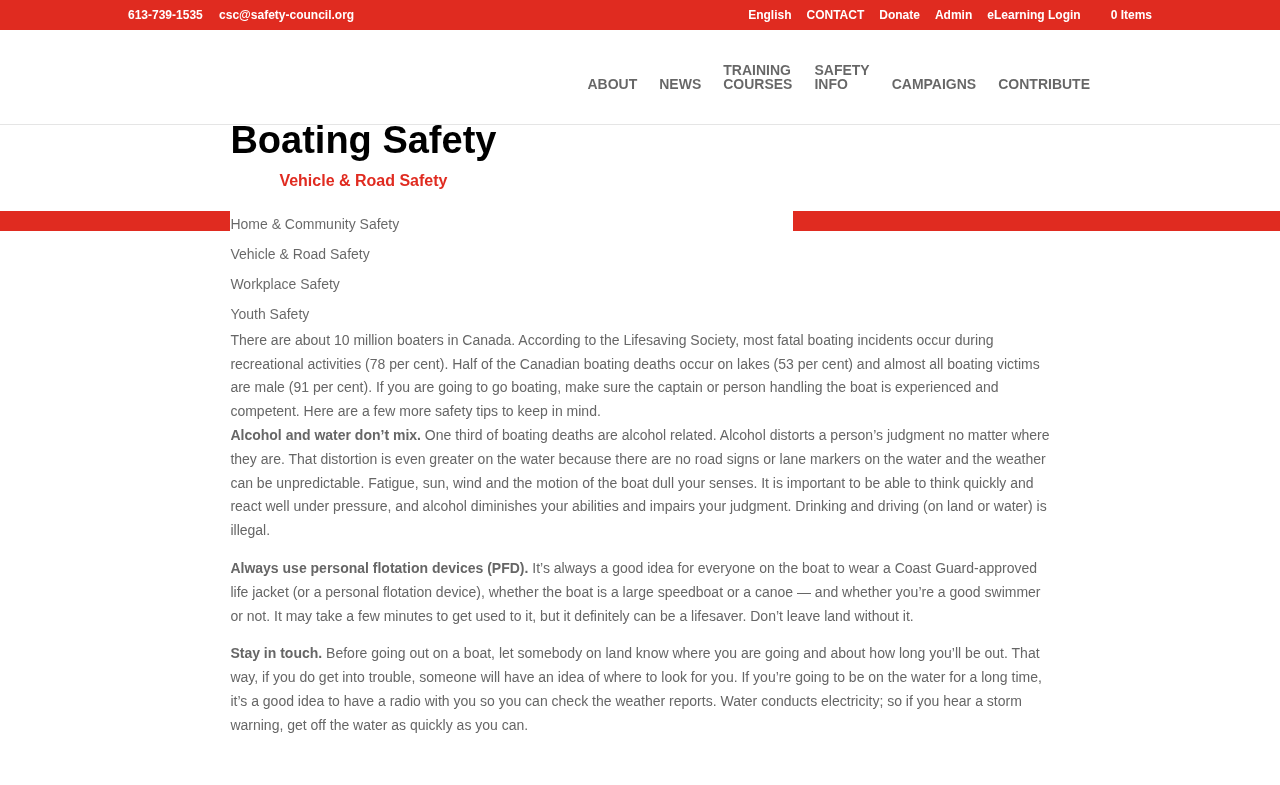 613-739-1535 csc@safety-council.org English CONTACT Donate Admin eLearning Login 0 Items
ABOUT NEWS TRAINING COURSES SAFETY INFO CAMPAIGNS CONTRIBUTE
Boating Safety
Vehicle & Road Safety
Home & Community Safety
Vehicle & Road Safety
Workplace Safety
Youth Safety
There are about 10 million boaters in Canada. According to the Lifesaving Society, most fatal boating incidents occur during
recreational activities (78 per cent). Half of the Canadian boating deaths occur on lakes (53 per cent) and almost all boating victims
are male (91 per cent). If you are going to go boating, make sure the captain or person handling the boat is experienced and
competent. Here are a few more safety tips to keep in mind.
Alcohol and water don’t mix. One third of boating deaths are alcohol related. Alcohol distorts a person’s judgment no matter where
they are. That distortion is even greater on the water because there are no road signs or lane markers on the water and the weather
can be unpredictable. Fatigue, sun, wind and the motion of the boat dull your senses. It is important to be able to think quickly and
react well under pressure, and alcohol diminishes your abilities and impairs your judgment. Drinking and driving (on land or water) is
illegal.
Always use personal flotation devices (PFD). It’s always a good idea for everyone on the boat to wear a Coast Guard-approved
life jacket (or a personal flotation device), whether the boat is a large speedboat or a canoe — and whether you’re a good swimmer
or not. It may take a few minutes to get used to it, but it definitely can be a lifesaver. Don’t leave land without it.
Stay in touch. Before going out on a boat, let somebody on land know where you are going and about how long you’ll be out. That
way, if you do get into trouble, someone will have an idea of where to look for you. If you’re going to be on the water for a long time,
it’s a good idea to have a radio with you so you can check the weather reports. Water conducts electricity; so if you hear a storm
warning, get off the water as quickly as you can.